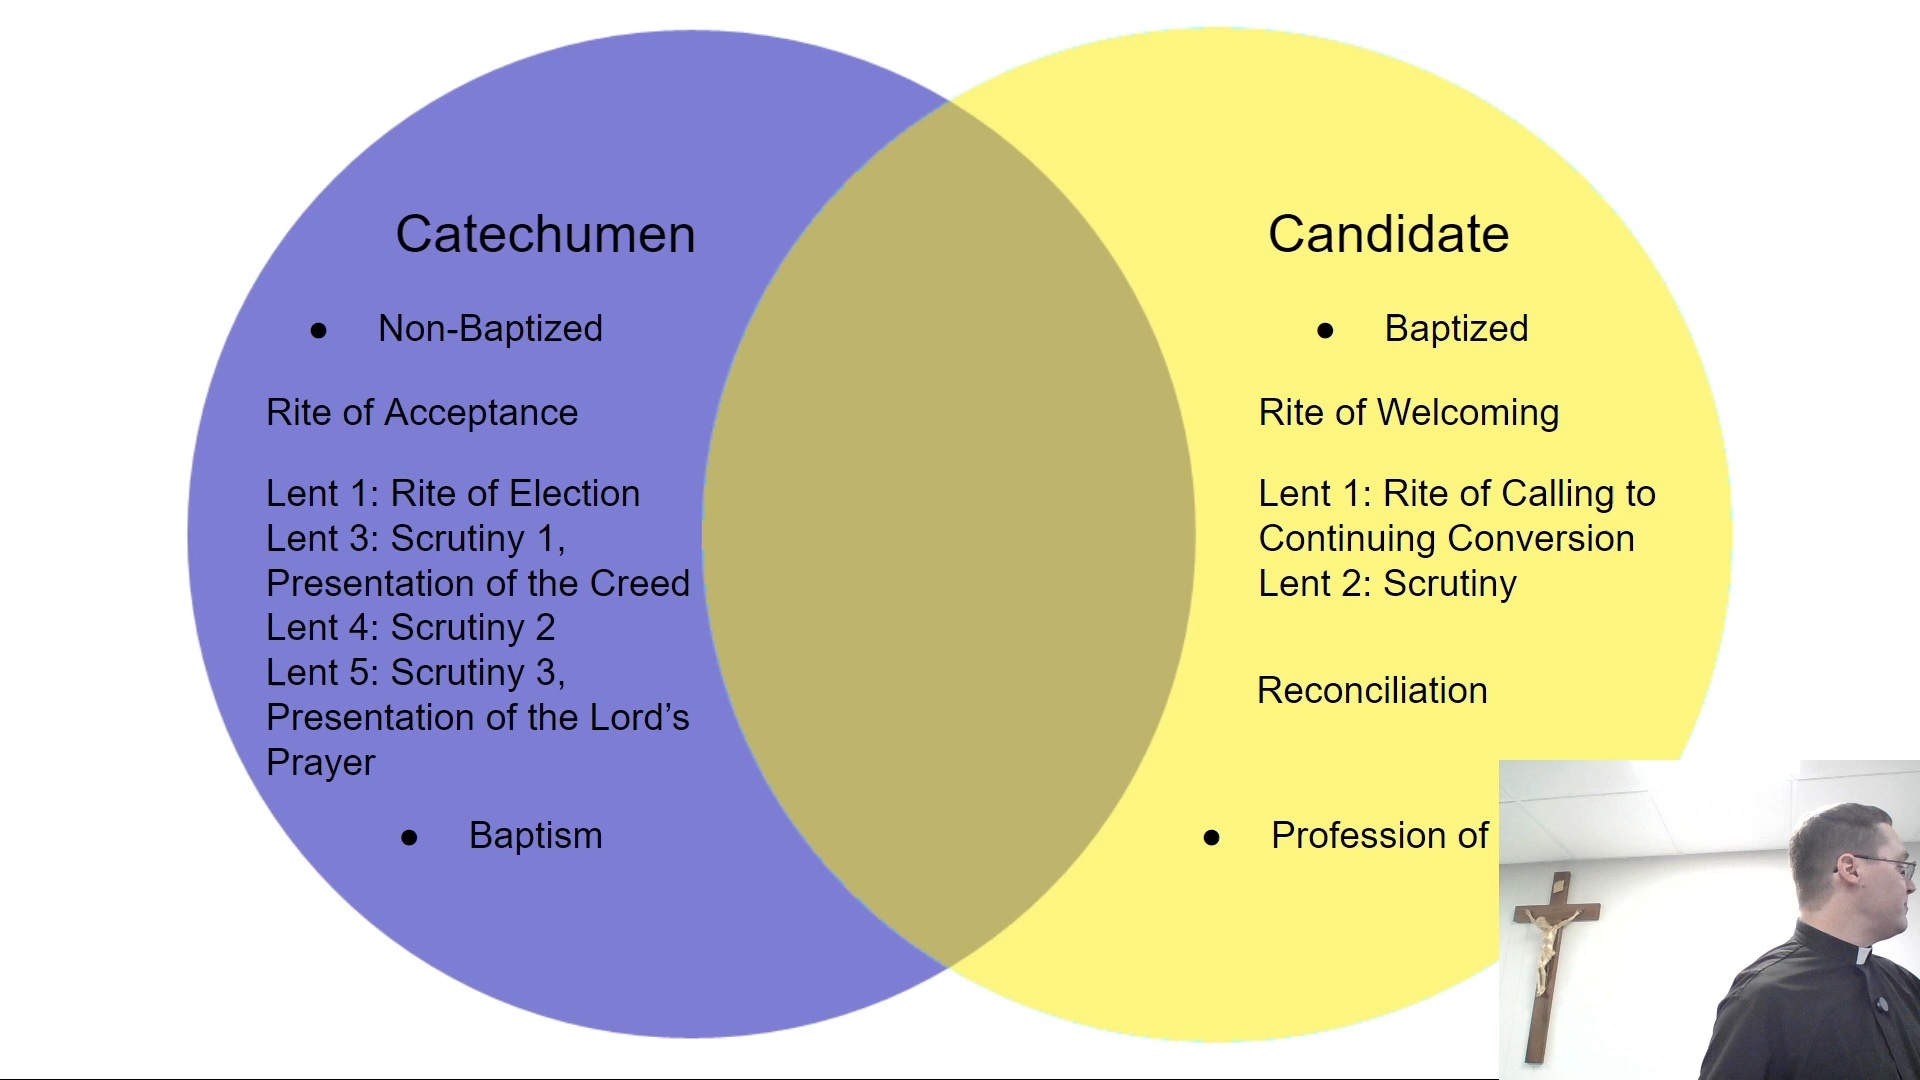 Catechumen
● Non-Baptized
Rite of Acceptance
Lent 1: Rite of Election
Lent 3: Scrutiny 1,
Presentation of the Creed
Lent 4: Scrutiny 2
Lent 5: Scrutiny 3,
Presentation of the Lord’s
Prayer
● Baptism
Candidate
● Baptized
Rite of Welcoming
Lent 1: Rite of Calling to
Continuing Conversion
Lent 2: Scrutiny
Reconciliation
● Profession of